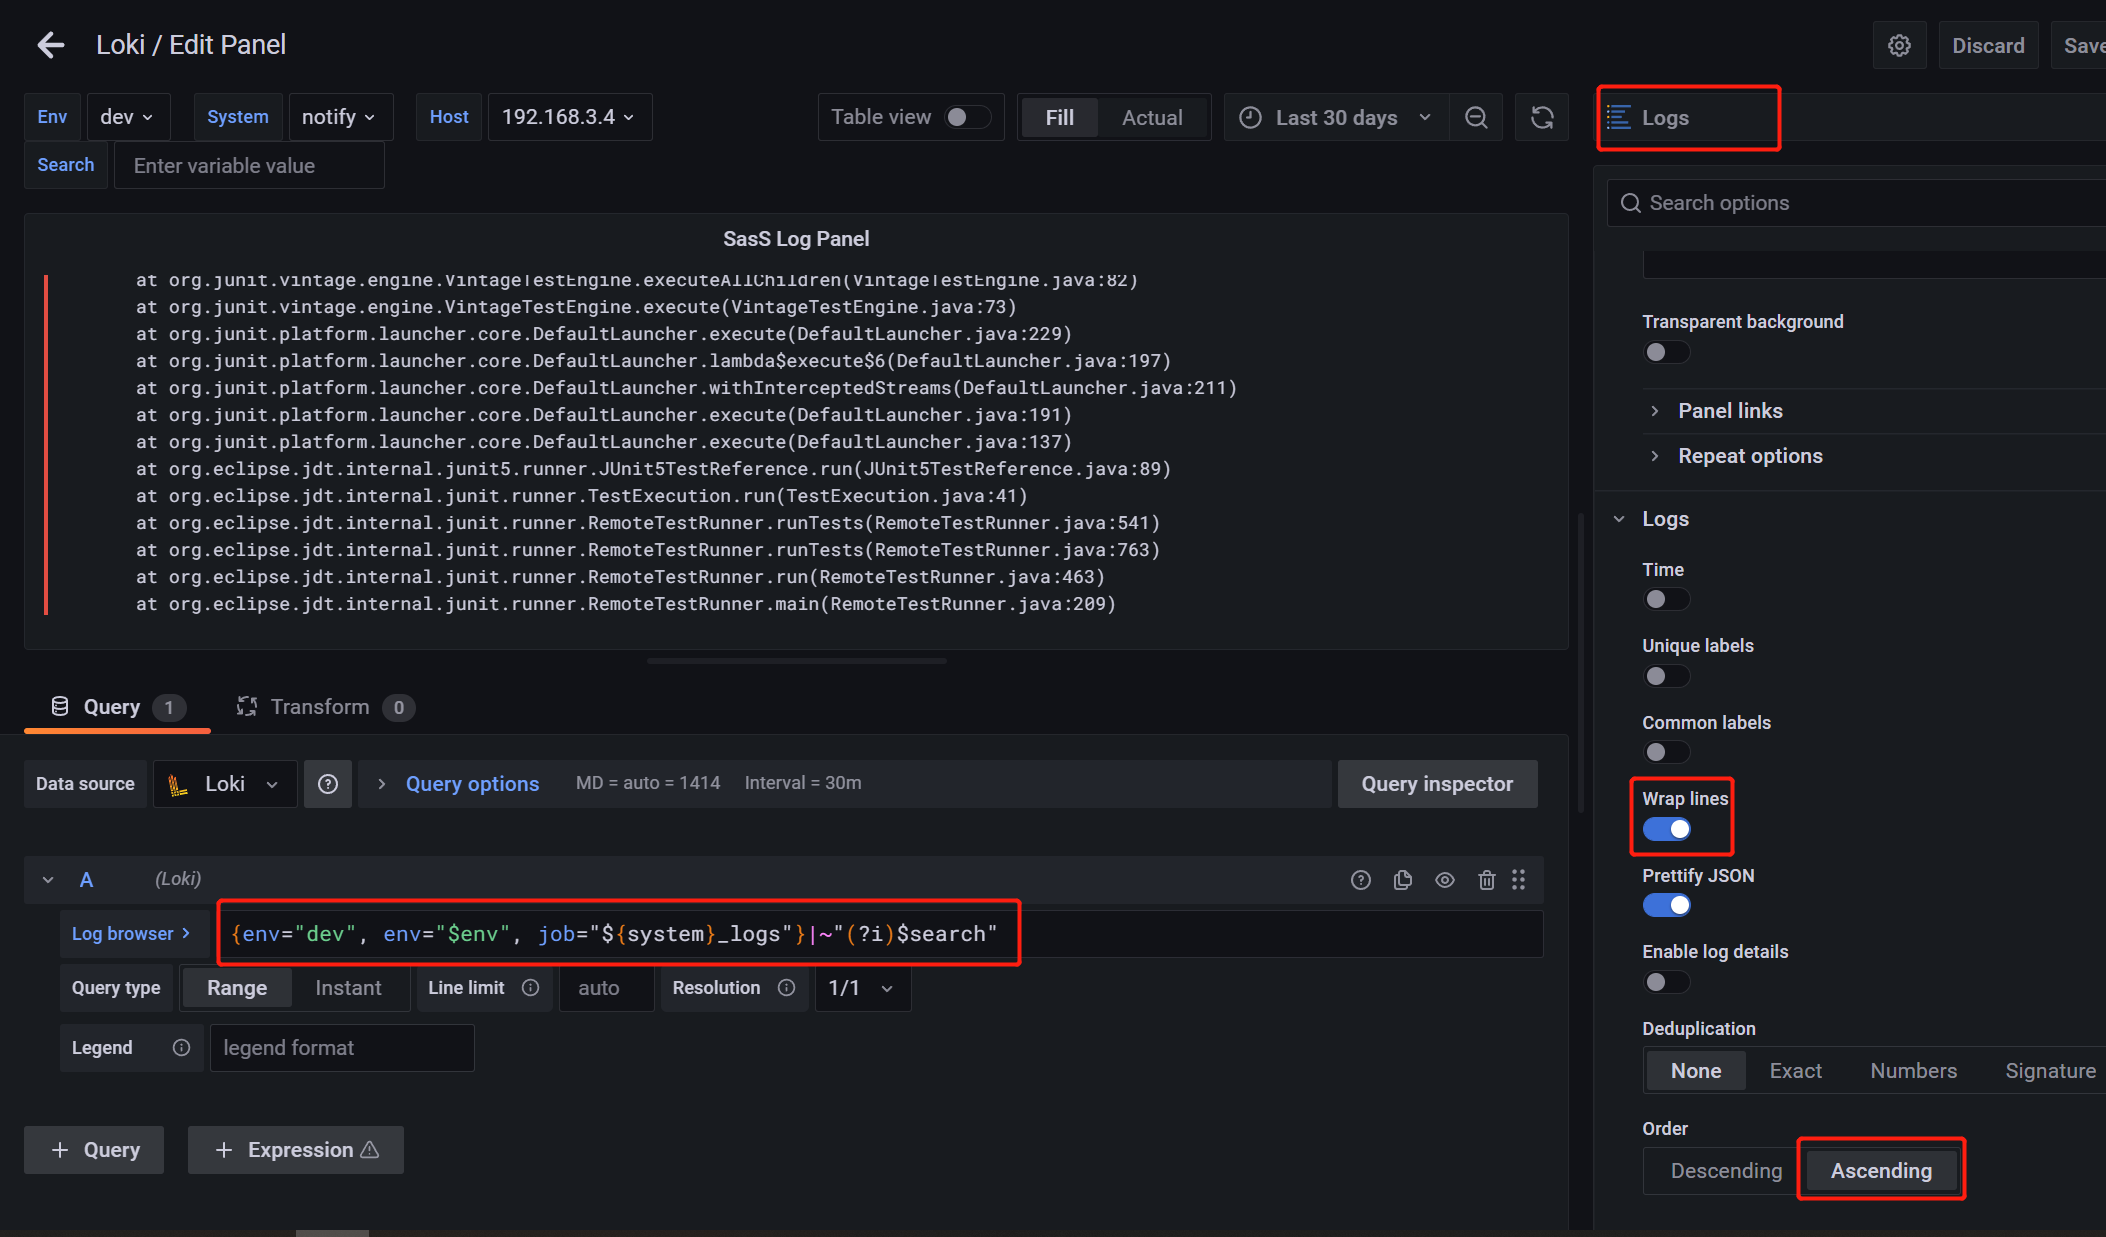 Loki / Edit Panel
Discard
Save
Env
dev
System
notify
Host
192.168.3.4
Table view
Fill
Actual
Last 30 days
Logs
Search
Enter variable value
Search options
SasS Log Panel
at org.junit.vintage.engine.VintageTestEngine.executeAllChildren(VintageTestEngine.java:82)
at org.junit.vintage.engine.VintageTestEngine.execute(VintageTestEngine.java:73)
at org.junit.platform.launcher.core.DefaultLauncher.execute(DefaultLauncher.java:229)
at org.junit.platform.launcher.core.DefaultLauncher.lambda$execute$6(DefaultLauncher.java:197)
at org.junit.platform.launcher.core.DefaultLauncher.withInterceptedStreams(DefaultLauncher.java:211)
at org.junit.platform.launcher.core.DefaultLauncher.execute(DefaultLauncher.java:191)
at org.junit.platform.launcher.core.DefaultLauncher.execute(DefaultLauncher.java:137)
at org.eclipse.jdt.internal.junit5.runner.JUnit5TestReference.run(JUnit5TestReference.java:89)
at org.eclipse.jdt.internal.junit.runner.TestExecution.run(TestExecution.java:41)
at org.eclipse.jdt.internal.junit.runner.RemoteTestRunner.runTests(RemoteTestRunner.java:541)
at org.eclipse.jdt.internal.junit.runner.RemoteTestRunner.runTests(RemoteTestRunner.java:763)
at org.eclipse.jdt.internal.junit.runner.RemoteTestRunner.run(RemoteTestRunner.java:463)
at org.eclipse.jdt.internal.junit.runner.RemoteTestRunner.main(RemoteTestRunner.java:209)
Query 1
Transform 0
Data source
Loki
Query options
MD = auto = 1414
Interval = 30m
Query inspector
A
(Loki)
Log browser
{env="dev", env="$env", job="${system}_logs"}|~"(?i)$search"
Query type
Range
Instant
Line limit
auto
Resolution
1/1
Legend
legend format
+ Query
+ Expression
Transparent background
Panel links
Repeat options
Logs
Time
Unique labels
Common labels
Wrap lines
Prettify JSON
Enable log details
Deduplication
None
Exact
Numbers
Signature
Order
Descending
Ascending